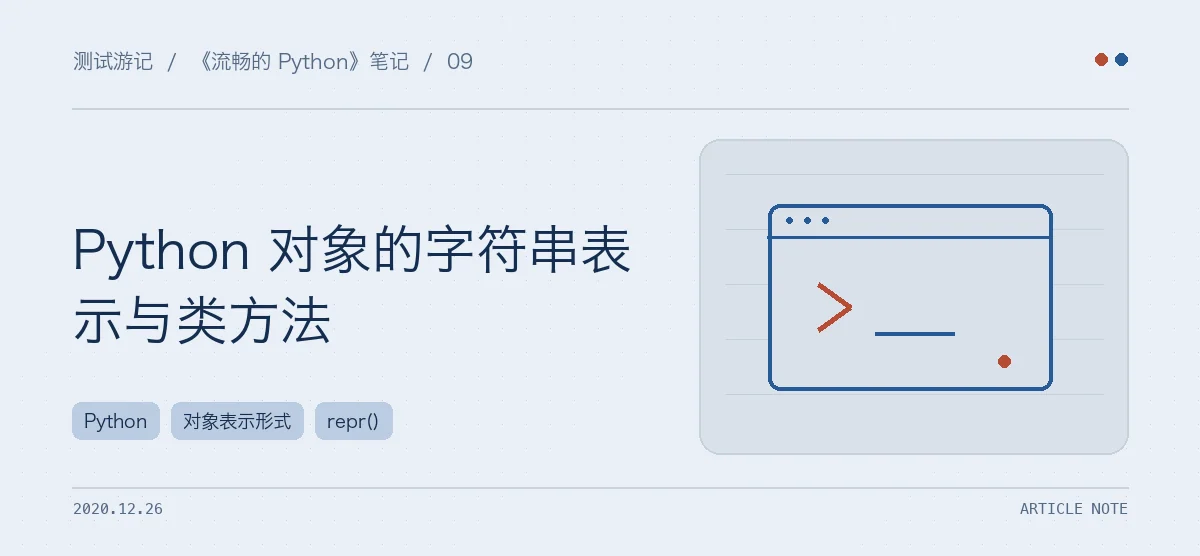 测试游记 / 《流畅的 Python》笔记 / 09
Python 对象的字符串表
示与类方法
Python 对象表示形式 repr()
2020.12.26 ARTICLE NOTE